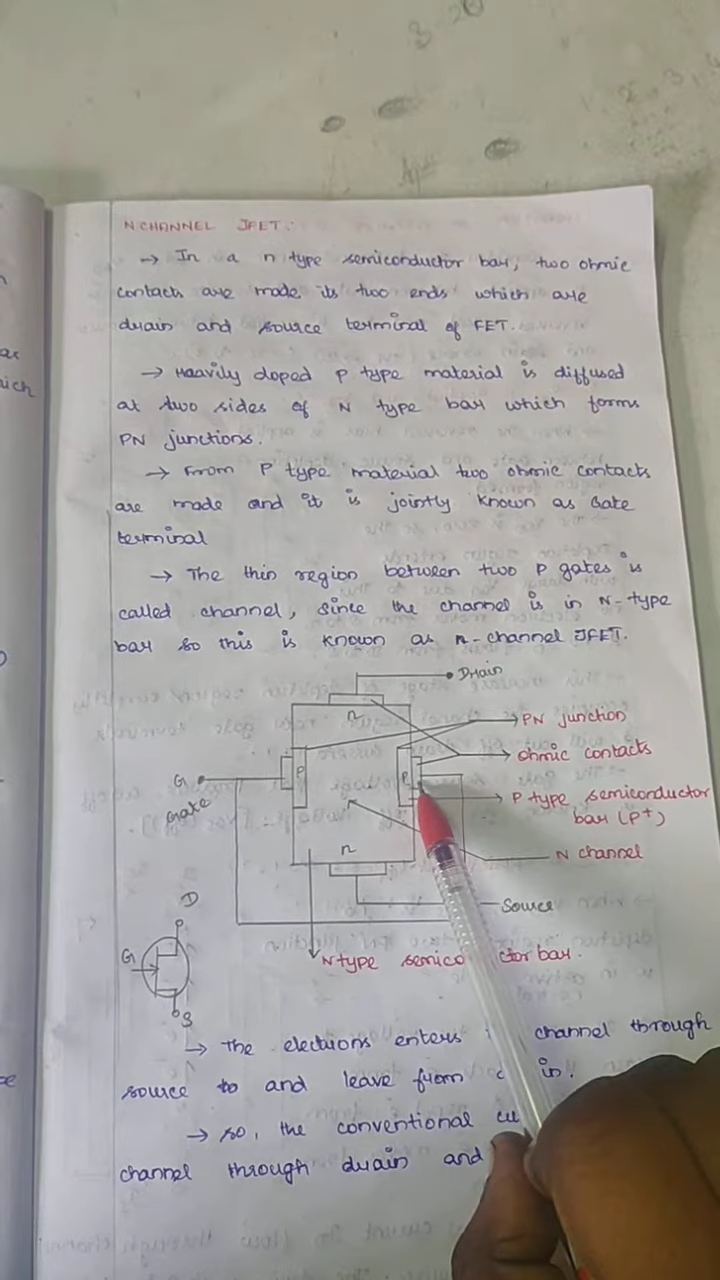 N CHANNEL JFET:
→ In a n type semiconductor bar, two ohmic
contacts are made its two ends which are
drain and source terminal of FET.
→ Heavily doped P type material is diffused
at two sides of N type bar which forms
PN junctions.
→ From P type material two ohmic contacts
are made and it is jointly known as Gate
terminal
→ The thin region between two P gates is
called channel, since the channel is in N-type
bar so this is known as n-channel JFET.
Drain
n
PN junction
ohmic contacts
P
P
G
Gate
P type semiconductor
bar (P+)
n
N channel
Source
D
G
S
N type semico ctor bar.
→ The electrons enters channel through
source to and leave from in.
→ so, the conventional cu
channel through drain and